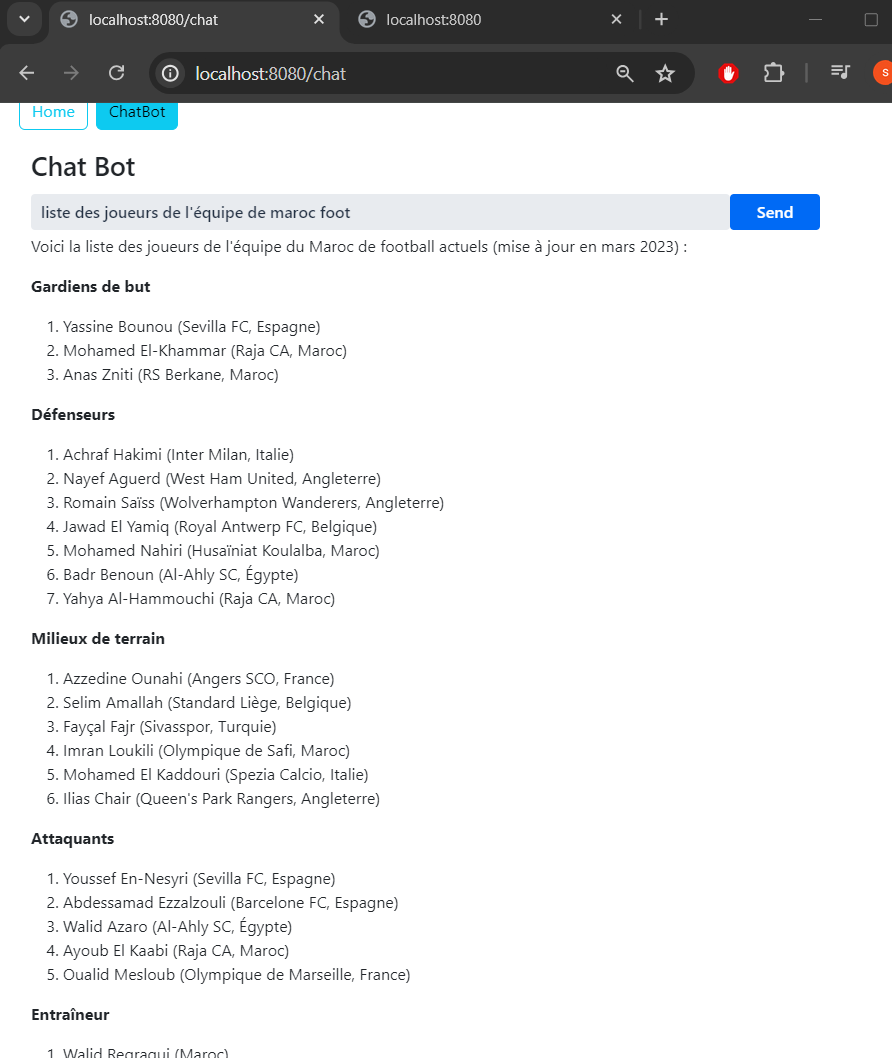 localhost:8080/chat
localhost:8080
localhost:8080/chat
s
Home
ChatBot
Chat Bot
liste des joueurs de l'équipe de maroc foot
Send
Voici la liste des joueurs de l'équipe du Maroc de football actuels (mise à jour en mars 2023) :
Gardiens de but
1. Yassine Bounou (Sevilla FC, Espagne)
2. Mohamed El-Khammar (Raja CA, Maroc)
3. Anas Zniti (RS Berkane, Maroc)
Défenseurs
1. Achraf Hakimi (Inter Milan, Italie)
2. Nayef Aguerd (West Ham United, Angleterre)
3. Romain Saïss (Wolverhampton Wanderers, Angleterre)
4. Jawad El Yamiq (Royal Antwerp FC, Belgique)
5. Mohamed Nahiri (Husaïniat Koulalba, Maroc)
6. Badr Benoun (Al-Ahly SC, Égypte)
7. Yahya Al-Hammouchi (Raja CA, Maroc)
Milieux de terrain
1. Azzedine Ounahi (Angers SCO, France)
2. Selim Amallah (Standard Liège, Belgique)
3. Fayçal Fajr (Sivasspor, Turquie)
4. Imran Loukili (Olympique de Safi, Maroc)
5. Mohamed El Kaddouri (Spezia Calcio, Italie)
6. Ilias Chair (Queen's Park Rangers, Angleterre)
Attaquants
1. Youssef En-Nesyri (Sevilla FC, Espagne)
2. Abdessamad Ezzalzouli (Barcelone FC, Espagne)
3. Walid Azaro (Al-Ahly SC, Égypte)
4. Ayoub El Kaabi (Raja CA, Maroc)
5. Oualid Mesloub (Olympique de Marseille, France)
Entraîneur
1. Walid Regragui (Maroc)